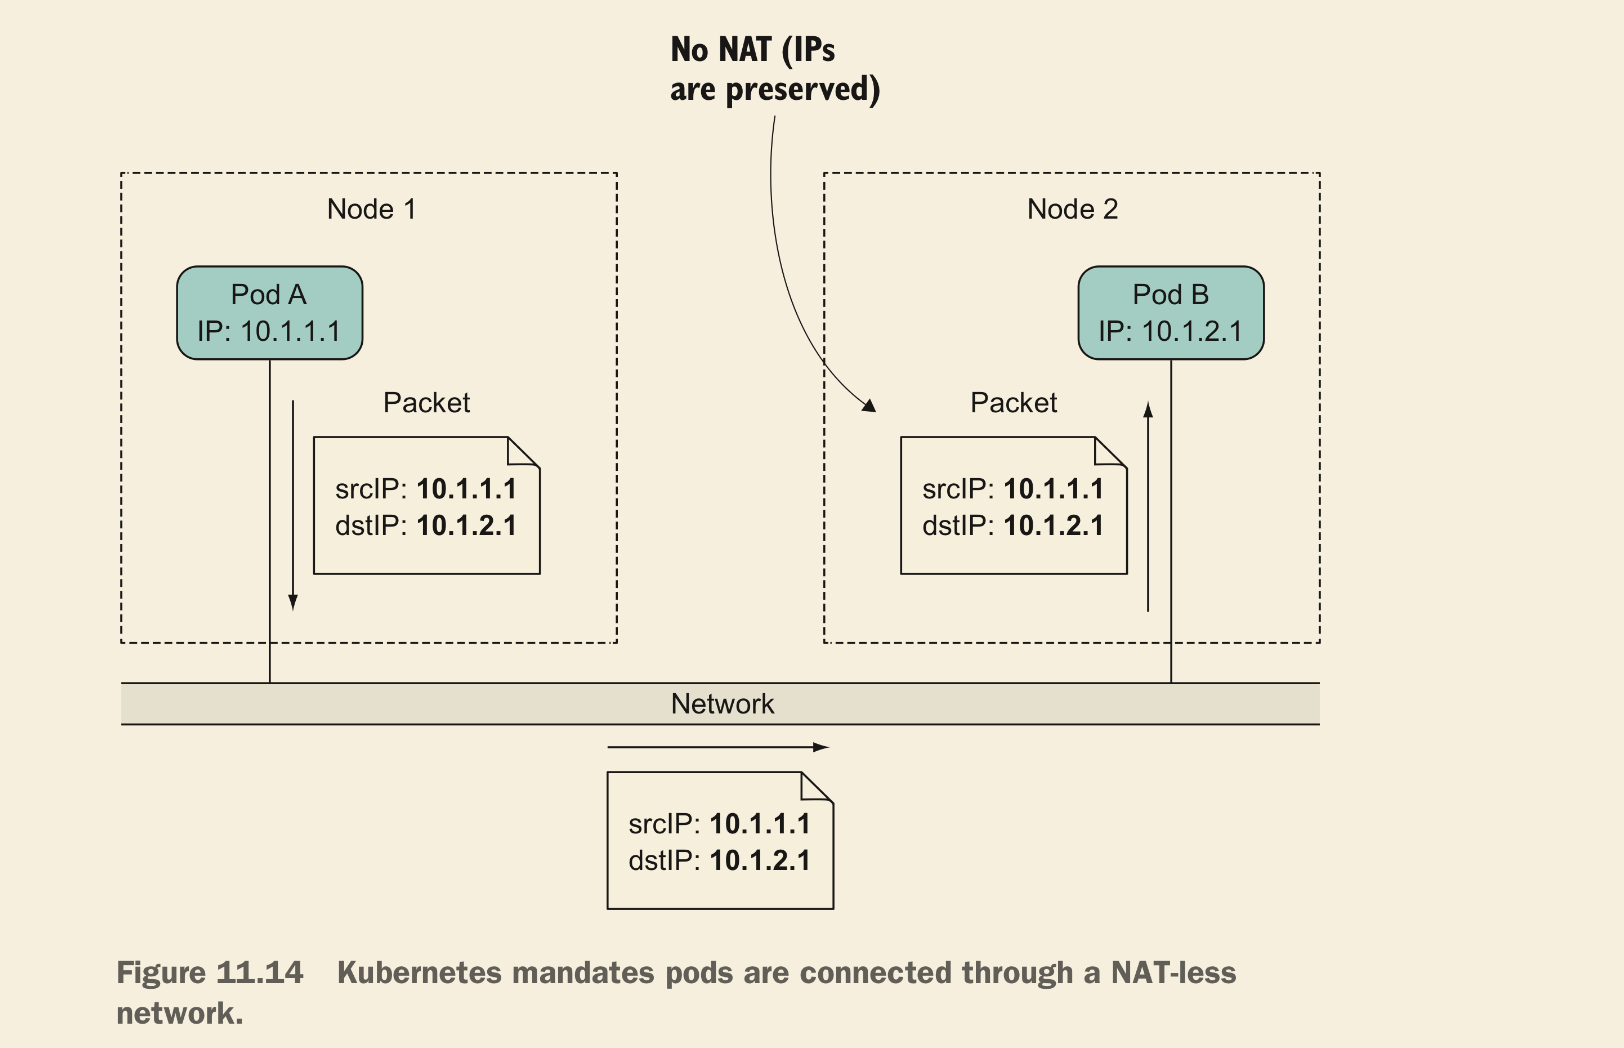 No NAT (IPs
are preserved)
Node 1
Pod A
IP: 10.1.1.1
Packet
srcIP: 10.1.1.1
dstIP: 10.1.2.1
Node 2
Pod B
IP: 10.1.2.1
Packet
srcIP: 10.1.1.1
dstIP: 10.1.2.1
Network
srcIP: 10.1.1.1
dstIP: 10.1.2.1
Figure 11.14 Kubernetes mandates pods are connected through a NAT-less
network.